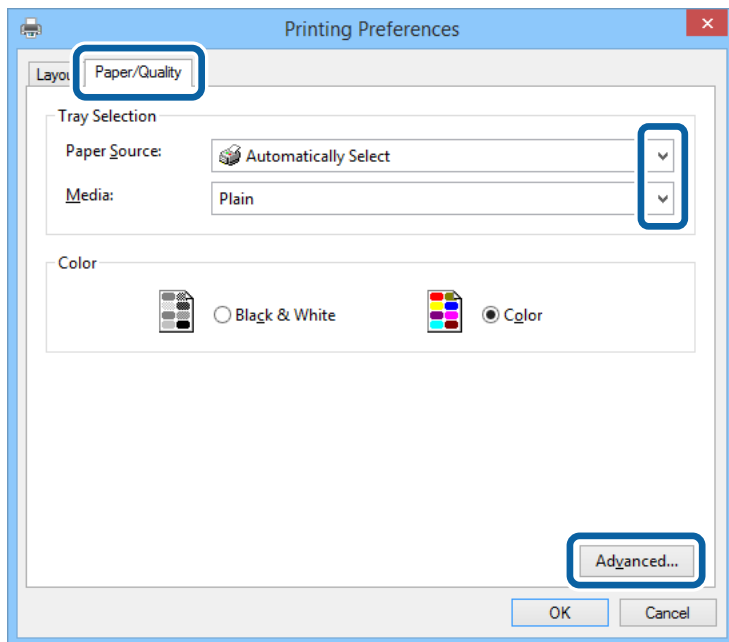 Printing Preferences
Layou Paper/Quality
Tray Selection
Paper Source: Automatically Select
Media: Plain
Color
Black & White Color
Advanced...
OK Cancel